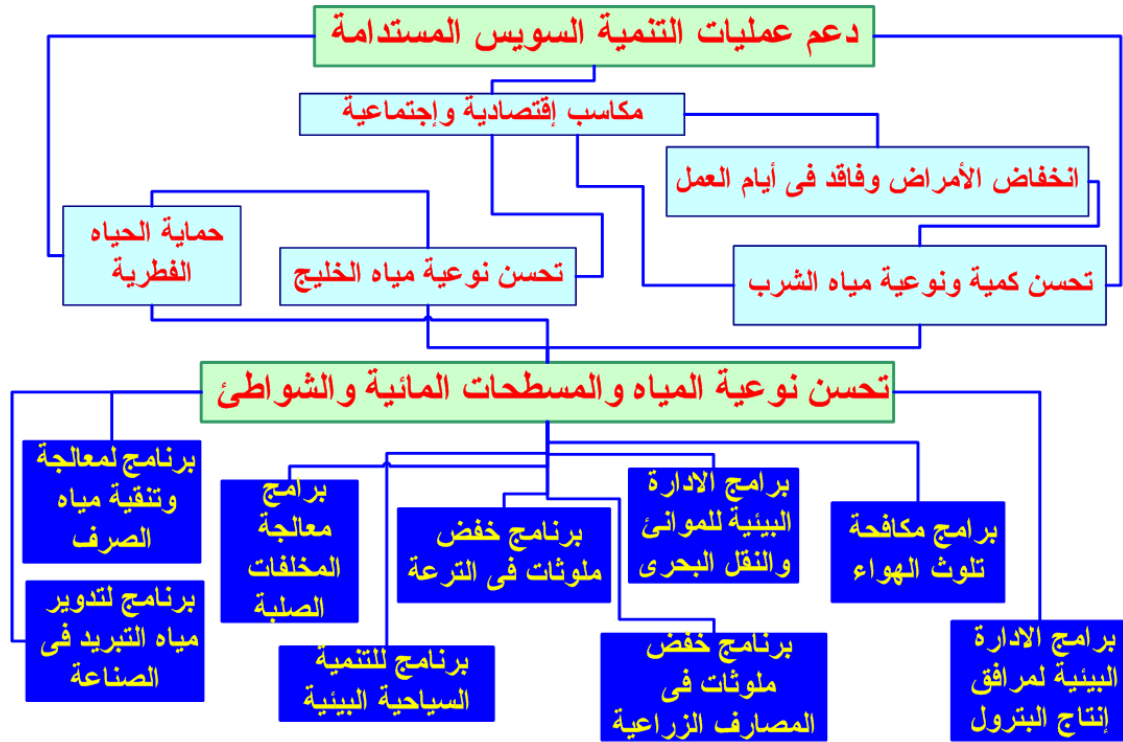 دعم عمليات التنمية السويس المستدامة
مكاسب إقتصادية وإجتماعية
انخفاض الأمراض وفاقد فى أيام العمل
حماية الحياه
الفطرية
تحسن نوعية مياه الخليج
تحسن كمية ونوعية مياه الشرب
تحسن نوعية المياه والمسطحات المائية والشواطئ
برنامج لمعالجة
وتنقية مياه
الصرف
برامج
معالجة
المخلفات
الصلبة
برنامج خفض
ملوثات فى الترعة
برامج الادارة
البيئية للموانئ
والنقل البحرى
برامج مكافحة
تلوث الهواء
برنامج لتدوير
مياه التبريد فى
الصناعة
برنامج للتنمية
السياحية البيئية
برنامج خفض
ملوثات فى
المصارف الزراعية
برامج الادارة
البيئية لمرافق
إنتاج البترول